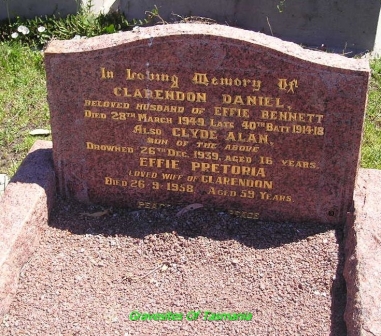 In Loving Memory Of
CLARENDON DANIEL,
BELOVED HUSBAND OF EFFIE BENNETT
DIED 28TH MARCH 1949. LATE 40TH BATT 1914-18
ALSO CLYDE ALAN,
SON OF THE ABOVE
DROWNED 26TH DEC. 1939, AGED 16 YEARS.
EFFIE PRETORIA
LOVED WIFE OF CLARENDON
DIED 26-9-1958 AGED 59 YEARS
PEACE
Gravesites Of Tasmania